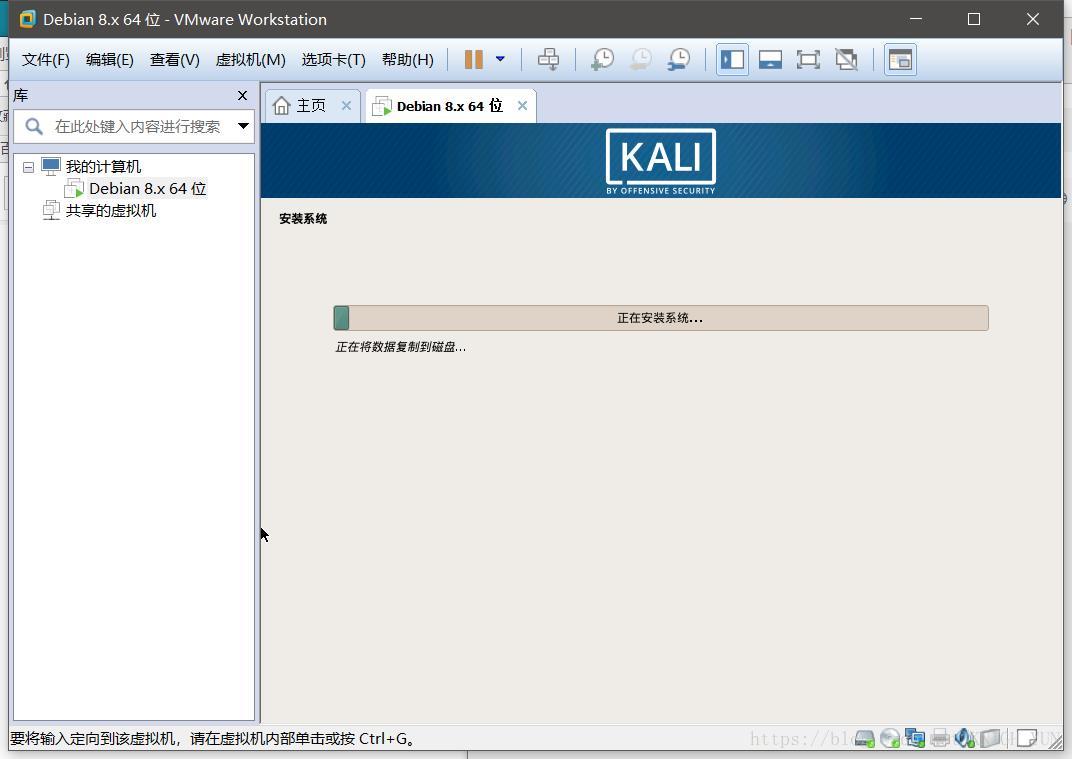 Debian 8.x 64 位 - VMware Workstation
文件(F) 编辑(E) 查看(V) 虚拟机(M) 选项卡(T) 帮助(H)
库
主页
Debian 8.x 64 位
在此处键入内容进行搜索
我的计算机
Debian 8.x 64 位
共享的虚拟机
KALI
BY OFFENSIVE SECURITY
安装系统
正在安装系统...
正在将数据复制到磁盘...
要将输入定向到该虚拟机，请在虚拟机内部单击或按 Ctrl+G。